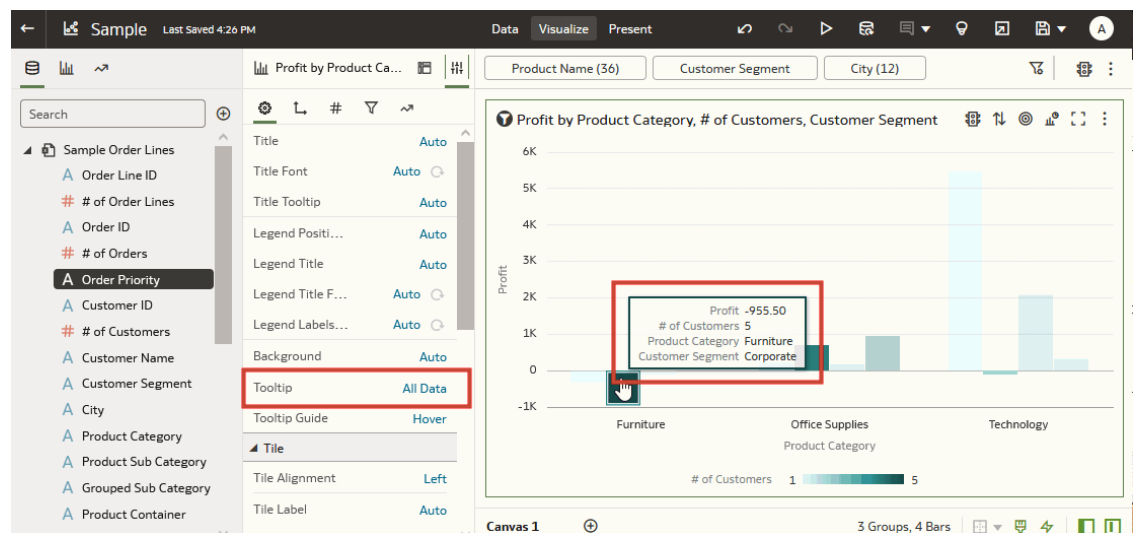 Sample Last Saved 4:26 PM
Data Visualize Present
A
Profit by Product Ca...
Product Name (36)
Customer Segment
City (12)
Search
Sample Order Lines
A Order Line ID
# # of Order Lines
A Order ID
# # of Orders
A Order Priority
A Customer ID
# # of Customers
A Customer Name
A Customer Segment
A City
A Product Category
A Product Sub Category
A Grouped Sub Category
A Product Container
#
Title Auto
Title Font Auto
Title Tooltip Auto
Legend Positi... Auto
Legend Title Auto
Legend Title F... Auto
Legend Labels... Auto
Background Auto
Tooltip All Data
Tooltip Guide Hover
Tile
Tile Alignment Left
Tile Label Auto
Profit by Product Category, # of Customers, Customer Segment
6K
5K
4K
3K
2K
1K
0
-1K
Profit
Profit -955.50
# of Customers 5
Product Category Furniture
Customer Segment Corporate
Furniture
Office Supplies
Technology
Product Category
# of Customers 1 5
Canvas 1
3 Groups, 4 Bars